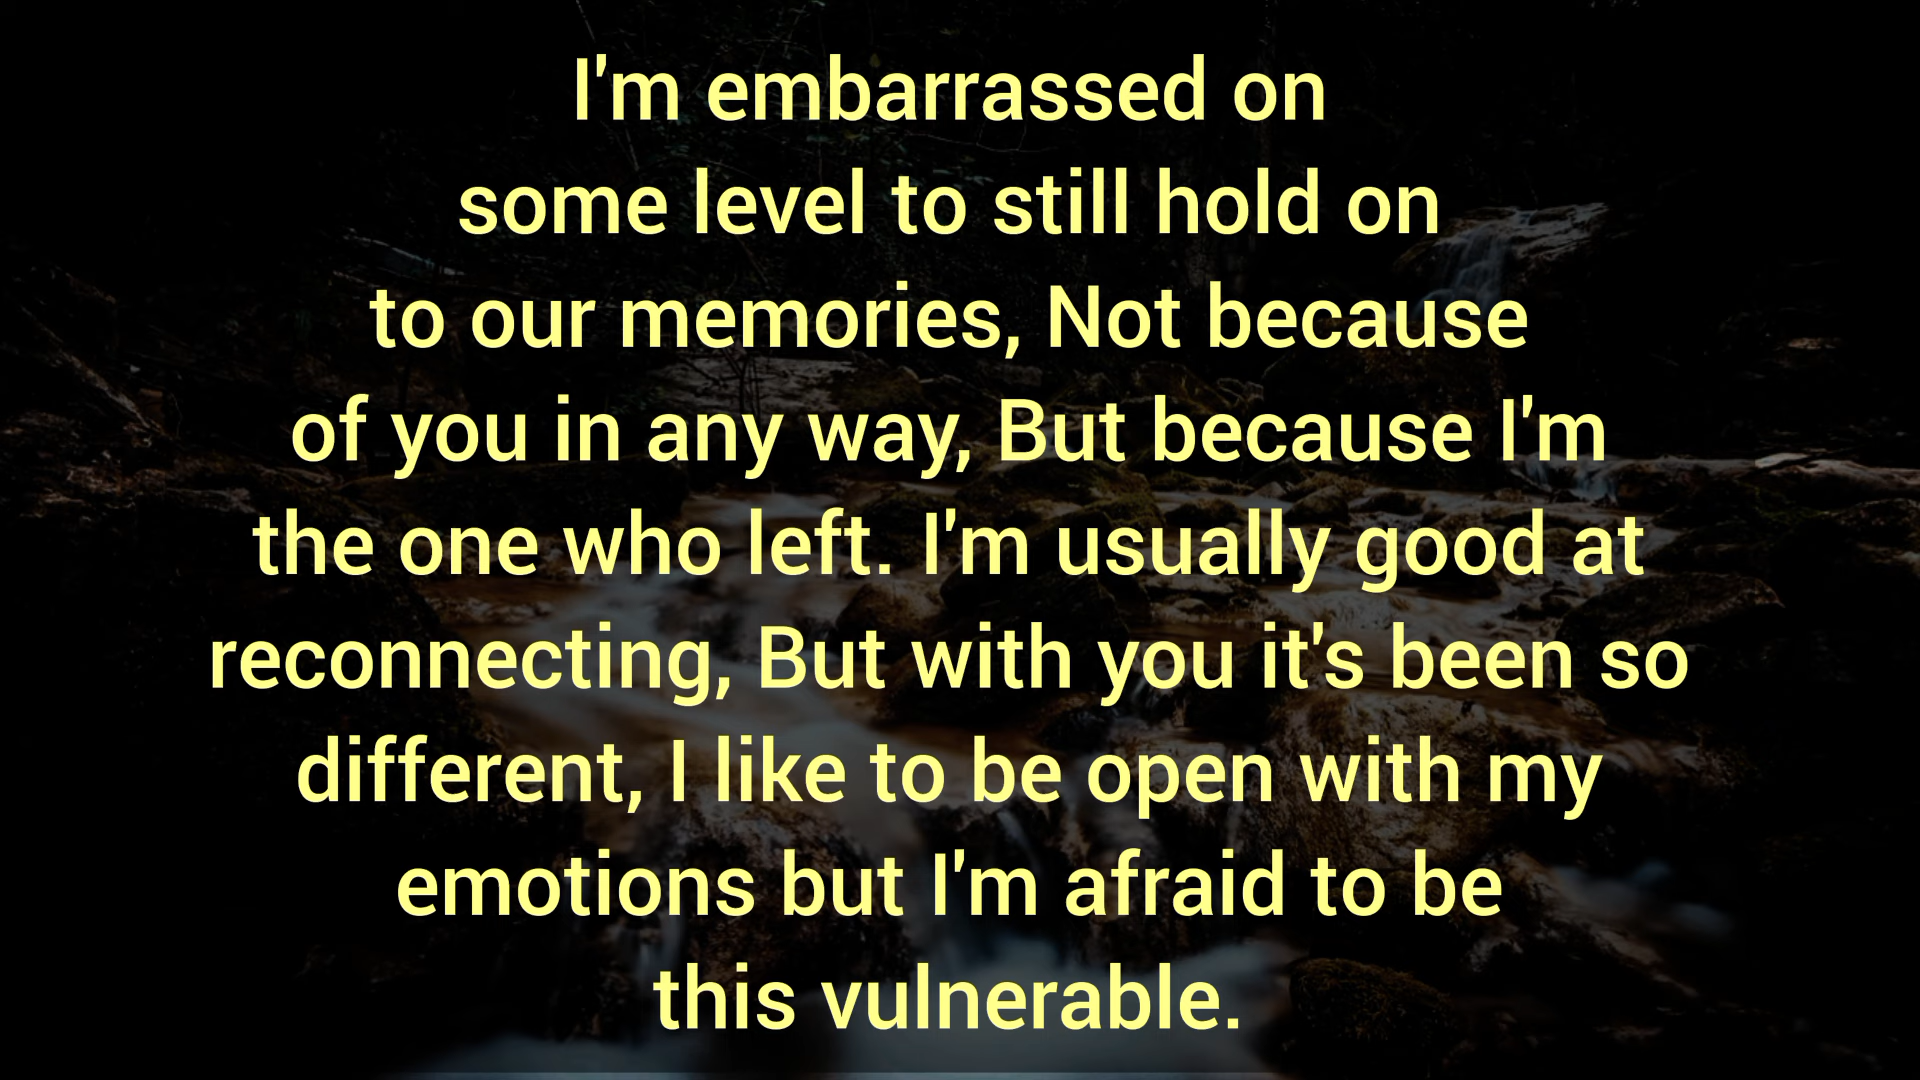 I'm embarrassed on
some level to still hold on
to our memories, Not because
of you in any way, But because I'm
the one who left. I'm usually good at
reconnecting, But with you it's been so
different, I like to be open with my
emotions but I'm afraid to be
this vulnerable.